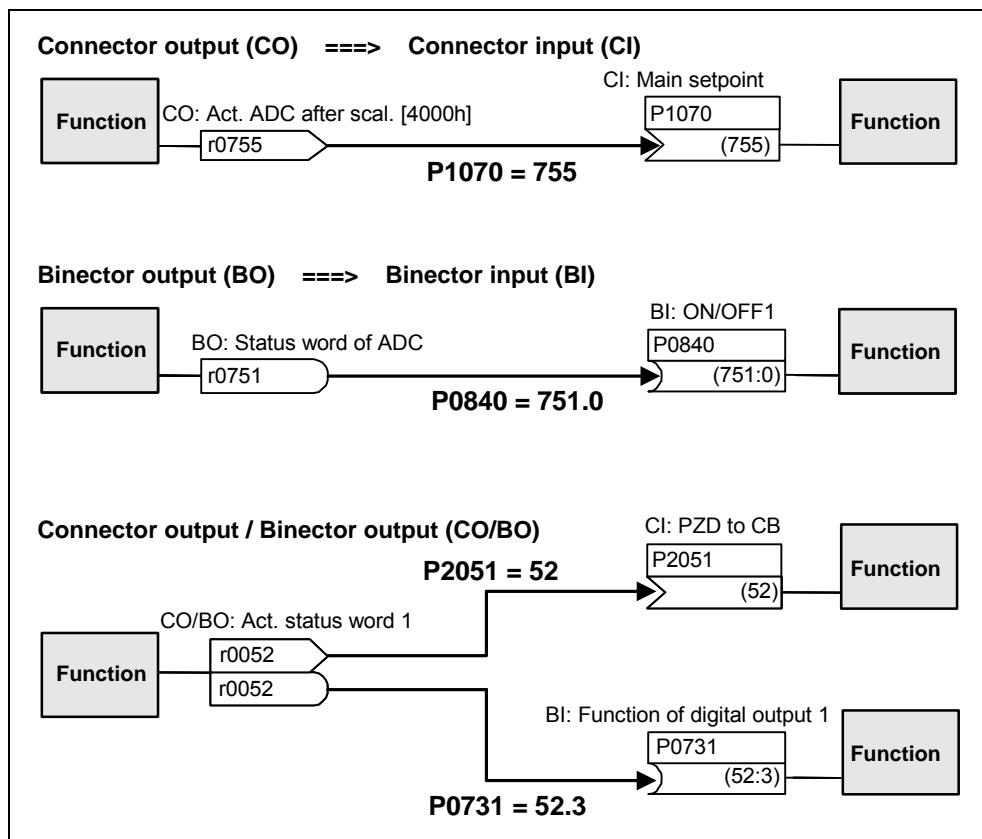 Connector output (CO) ===> Connector input (CI)
CI: Main setpoint
Function
CO: Act. ADC after scal. [4000h]
r0755
P1070
(755)
Function
P1070 = 755
Binector output (BO) ===> Binector input (BI)
BI: ON/OFF1
Function
BO: Status word of ADC
r0751
P0840
(751:0)
Function
P0840 = 751.0
Connector output / Binector output (CO/BO)
CI: PZD to CB
P2051 = 52
P2051
(52)
Function
CO/BO: Act. status word 1
Function
r0052
r0052
BI: Function of digital output 1
P0731
(52:3)
Function
P0731 = 52.3